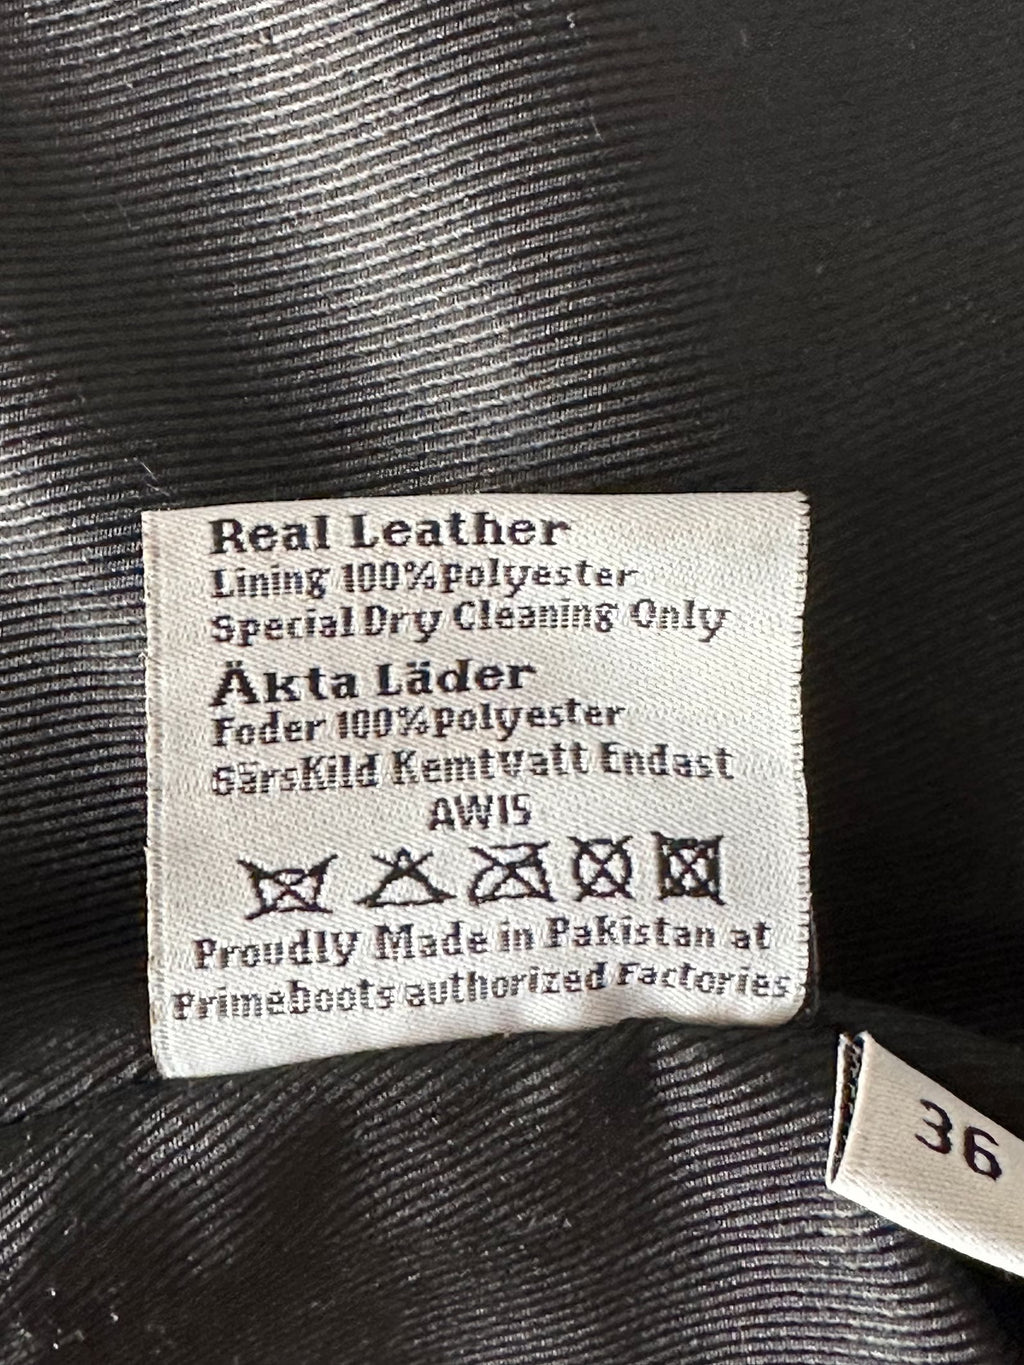 Real Leather
Lining 100% polyester
Special Dry Cleaning Only
Äkta Läder
Foder 100% polyester
Särskild Kemtvatt Endast
AW15
Proudly Made in Pakistan at
Primeboots authorized Factories
36